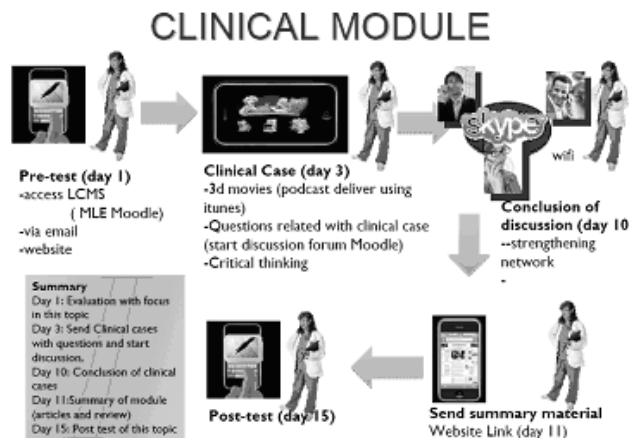 CLINICAL MODULE
skype
wifi
Pre-test (day 1)
-access LCMS
( MLE Moodle)
-via email
-website
Clinical Case (day 3)
-3d movies (podcast deliver using
itunes)
-Questions related with clinical case
(start discussion forum Moodle)
-Critical thinking
Conclusion of
discussion (day 10
--strengthening
network
-
Summary
Day 1: Evaluation with focus
in this topic
Day 3: Send Clinical cases
with questions and start
discussion.
Day 10: Conclusion of clinical
cases
Day 11:Summary of module
(articles and review)
Day 15: Post test of this topic
Post-test (day 15)
Send summary material
Website Link (day 11)